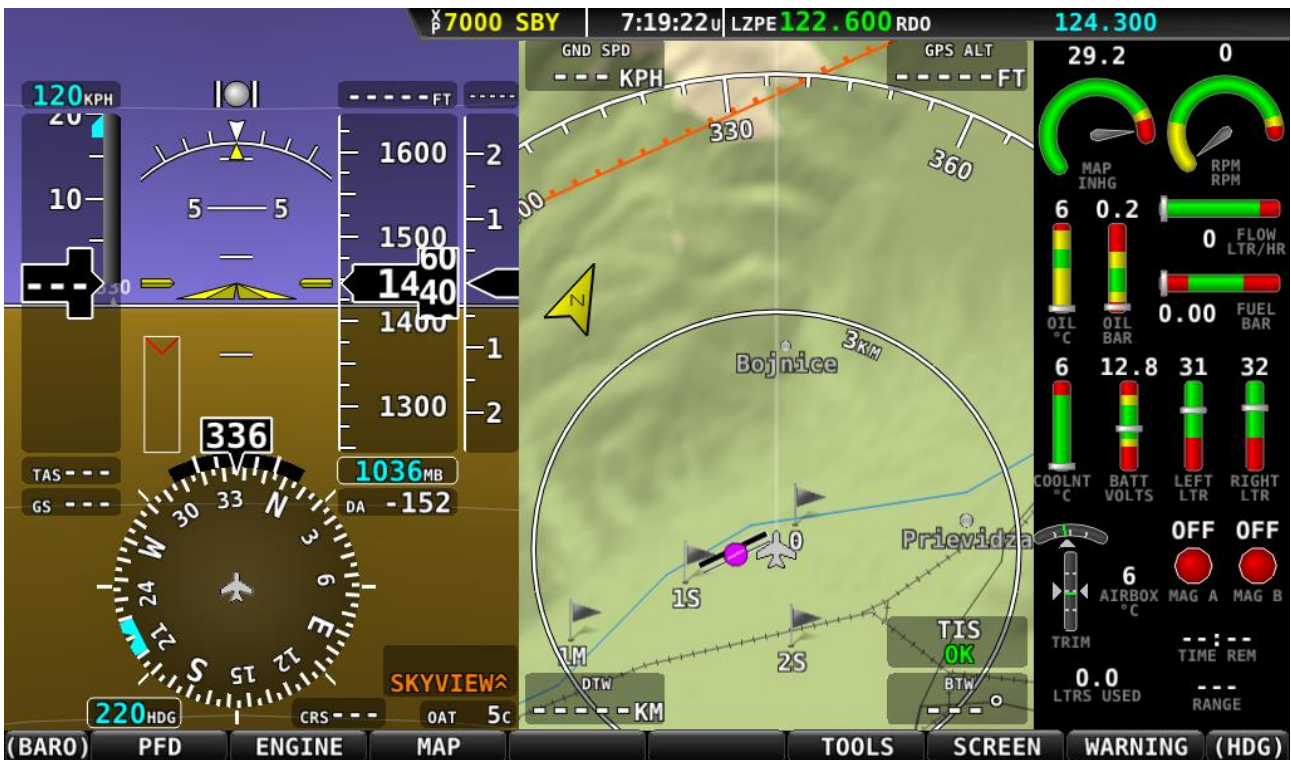 XP 7000 SBY 7:19:22U LZPE 122.600 RDO 124.300
120KPH
-----FT -----
20
10
---
5 5
1600
1500
1440
60
1400
1300
2
1
1
2
336
TAS---
GS ---
1036MB
DA -152
33
N
3
6
E
12
15
S
21
24
W
30
SKYVIEW
220HDG
CRS---
OAT 5C
GND SPD
---KPH
GPS ALT
-----FT
330
360
N
3KM
Bojnice
Prievidza
0
1S
1M
2S
TIS
OK
DTW
-----KM
BTW
---°
29.2 0
MAP
INHG
RPM
RPM
6 0.2
0 FLOW
LTR/HR
0.00 FUEL
BAR
OIL
°C
OIL
BAR
6 12.8 31 32
COOLNT
°C
BATT
VOLTS
LEFT
LTR
RIGHT
LTR
OFF OFF
6
AIRBOX
°C
MAG A MAG B
TRIM
--:--
TIME REM
0.0
LTRS USED
---
RANGE
(BARO) PFD ENGINE MAP TOOLS SCREEN WARNING (HDG)